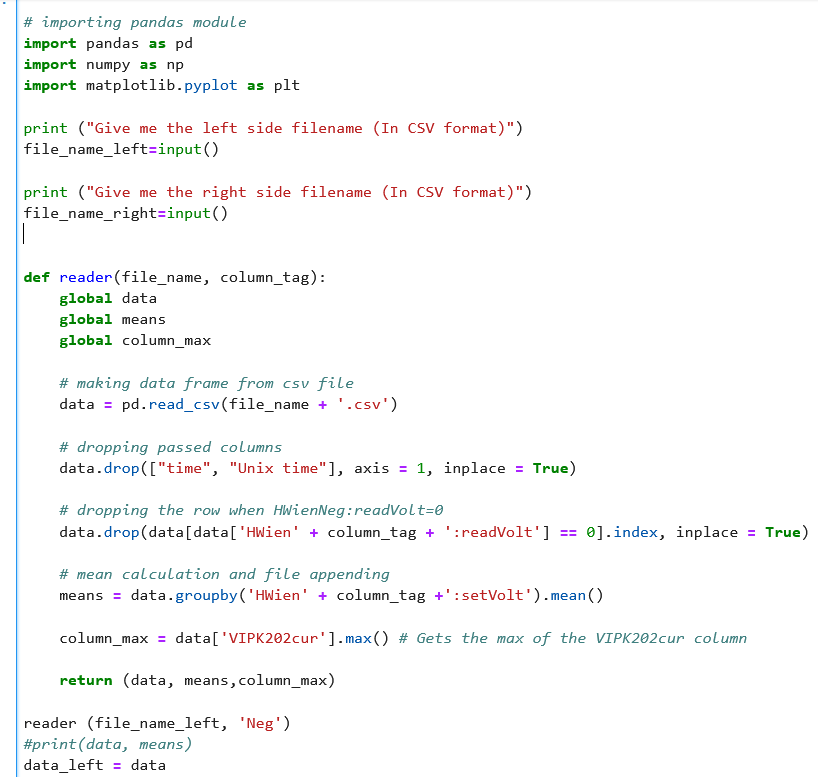 # importing pandas module
import pandas as pd
import numpy as np
import matplotlib.pyplot as plt
print ("Give me the left side filename (In CSV format)")
file_name_left=input()
print ("Give me the right side filename (In CSV format)")
file_name_right=input()
def reader(file_name, column_tag):
    global data
    global means
    global column_max
    # making data frame from csv file
    data = pd.read_csv(file_name + '.csv')
    # dropping passed columns
    data.drop(["time", "Unix time"], axis = 1, inplace = True)
    # dropping the row when HWienNeg:readVolt=0
    data.drop(data[data['HWien' + column_tag + ':readVolt'] == 0].index, inplace = True)
    # mean calculation and file appending
    means = data.groupby('HWien' + column_tag +':setVolt').mean()
    column_max = data['VIPK202cur'].max() # Gets the max of the VIPK202cur column
    return (data, means,column_max)
reader (file_name_left, 'Neg')
#print(data, means)
data_left = data